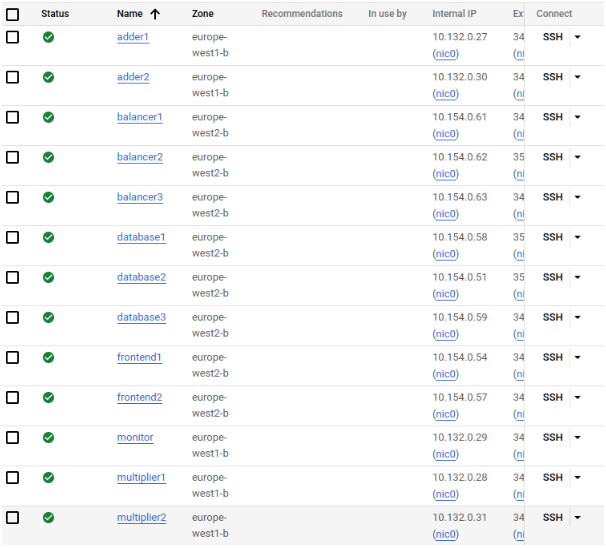 Status Name Zone Recommendations In use by Internal IP Ex Connect
adder1 europe- 10.132.0.27 34 SSH
west1-b (nic0) (ni
adder2 europe- 10.132.0.30 34 SSH
west1-b (nic0) (ni
balancer1 europe- 10.154.0.61 34 SSH
west2-b (nic0) (ni
balancer2 europe- 10.154.0.62 35 SSH
west2-b (nic0) (ni
balancer3 europe- 10.154.0.63 34 SSH
west2-b (nic0) (ni
database1 europe- 10.154.0.58 35 SSH
west2-b (nic0) (ni
database2 europe- 10.154.0.51 35 SSH
west2-b (nic0) (ni
database3 europe- 10.154.0.59 34 SSH
west2-b (nic0) (ni
frontend1 europe- 10.154.0.54 34 SSH
west2-b (nic0) (ni
frontend2 europe- 10.154.0.57 34 SSH
west2-b (nic0) (ni
monitor europe- 10.132.0.29 34 SSH
west1-b (nic0) (ni
multiplier1 europe- 10.132.0.28 34 SSH
west1-b (nic0) (ni
multiplier2 europe- 10.132.0.31 34 SSH
west1-b (nic0) (ni